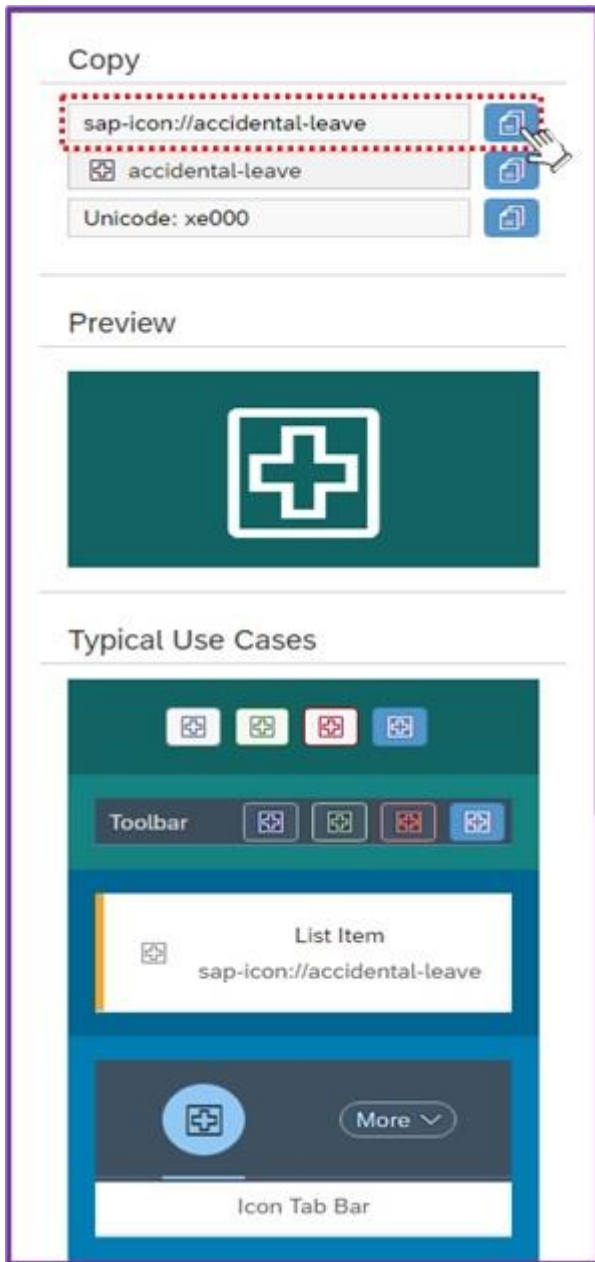 Copy
sap-icon://accidental-leave
accidental-leave
Unicode: xe000
Preview
Typical Use Cases
Toolbar
List Item
sap-icon://accidental-leave
More
Icon Tab Bar